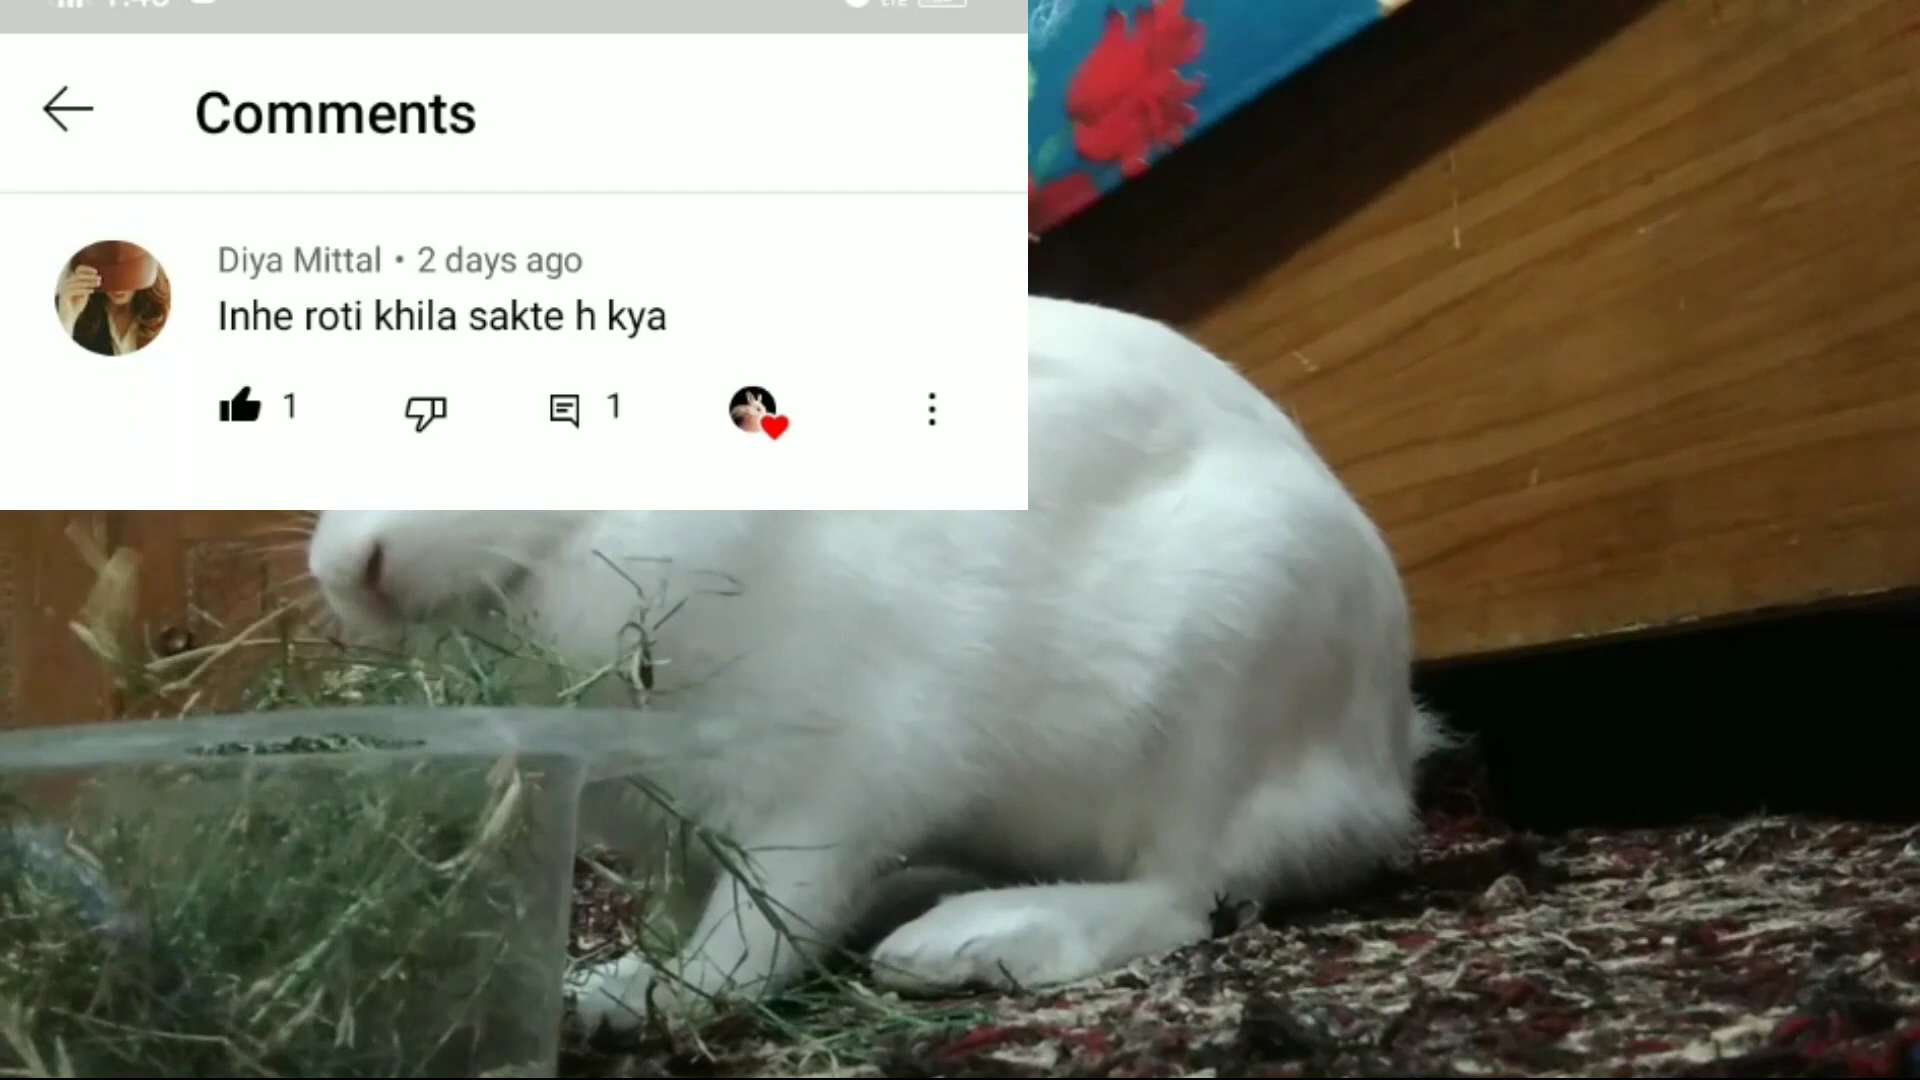 Comments
Diya Mittal • 2 days ago
Inhe roti khila sakte h kya
1
1